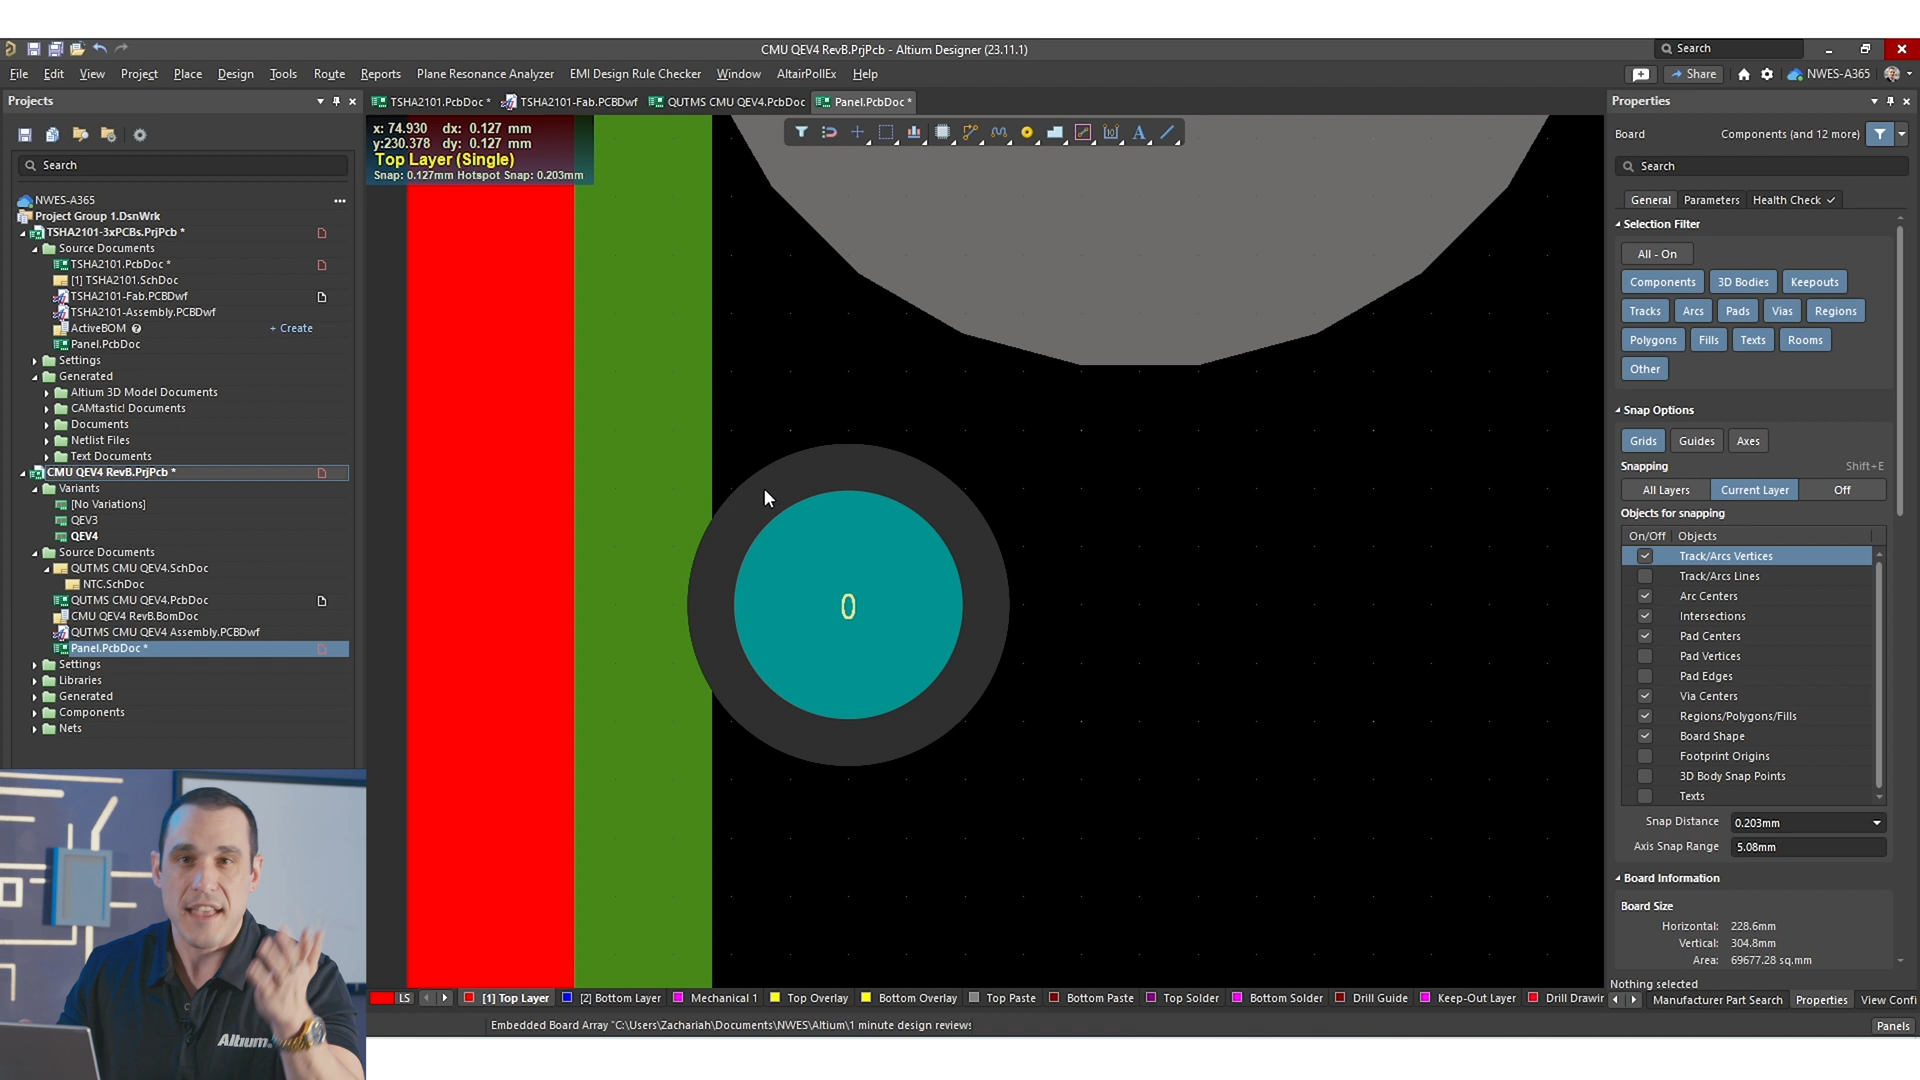 CMU QEV4 RevB.PrjPcb - Altium Designer (23.11.1)
Search
File Edit View Project Place Design Tools Route Reports Plane Resonance Analyzer EMI Design Rule Checker Window AltairPollEx Help
Share
NWES-A365
Projects
TSHA2101.PcbDoc * TSHA2101-Fab.PCBDwf QUTMS CMU QEV4.PcbDoc Panel.PcbDoc *
Search
NWES-A365
Project Group 1.DsnWrk
TSHA2101-3xPCBs.PrjPcb *
Source Documents
TSHA2101.PcbDoc *
[1] TSHA2101.SchDoc
TSHA2101-Fab.PCBDwf
TSHA2101-Assembly.PCBDwf
ActiveBOM + Create
Panel.PcbDoc
Settings
Generated
Altium 3D Model Documents
CAMtastic! Documents
Documents
Netlist Files
Text Documents
CMU QEV4 RevB.PrjPcb *
Variants
[No Variations]
QEV3
QEV4
Source Documents
QUTMS CMU QEV4.SchDoc
NTC.SchDoc
QUTMS CMU QEV4.PcbDoc
CMU QEV4 RevB.BomDoc
QUTMS CMU QEV4 Assembly.PCBDwf
Panel.PcbDoc *
Settings
Libraries
Generated
Components
Nets
x: 74.930 dx: 0.127 mm
y:230.378 dy: 0.127 mm
Top Layer (Single)
Snap: 0.127mm Hotspot Snap: 0.203mm
0
Properties
Board Components (and 12 more)
Search
General Parameters Health Check
Selection Filter
All - On
Components 3D Bodies Keepouts
Tracks Arcs Pads Vias Regions
Polygons Fills Texts Rooms
Other
Snap Options
Grids Guides Axes
Snapping Shift+E
All Layers Current Layer Off
Objects for snapping
On/Off Objects
Track/Arcs Vertices
Track/Arcs Lines
Arc Centers
Intersections
Pad Centers
Pad Vertices
Pad Edges
Via Centers
Regions/Polygons/Fills
Board Shape
Footprint Origins
3D Body Snap Points
Texts
Snap Distance 0.203mm
Axis Snap Range 5.08mm
Board Information
Board Size
Horizontal: 228.6mm
Vertical: 304.8mm
Area: 69677.28 sq.mm
Nothing selected
LS [1] Top Layer [2] Bottom Layer Mechanical 1 Top Overlay Bottom Overlay Top Paste Bottom Paste Top Solder Bottom Solder Drill Guide Keep-Out Layer Drill Drawin
Manufacturer Part Search Properties View Confi
Embedded Board Array "C:\Users\Zachariah\Documents\NWES\Altium\1 minute design reviews
Panels
Altium